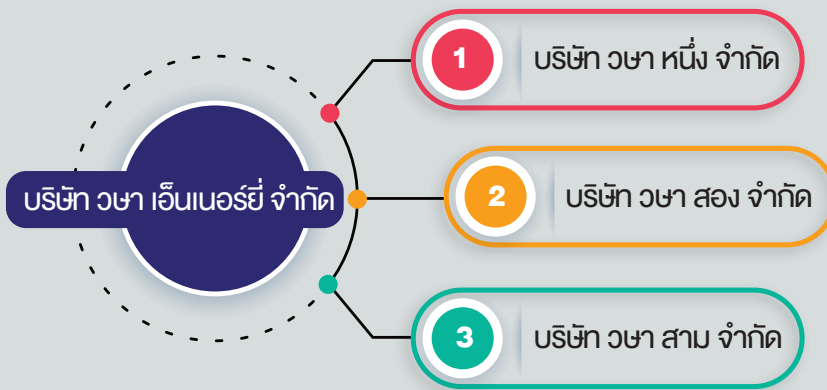 บริษัท วษา เอ็นเนอร์ยี่ จำกัด
1
บริษัท วษา หนึ่ง จำกัด
2
บริษัท วษา สอง จำกัด
3
บริษัท วษา สาม จำกัด